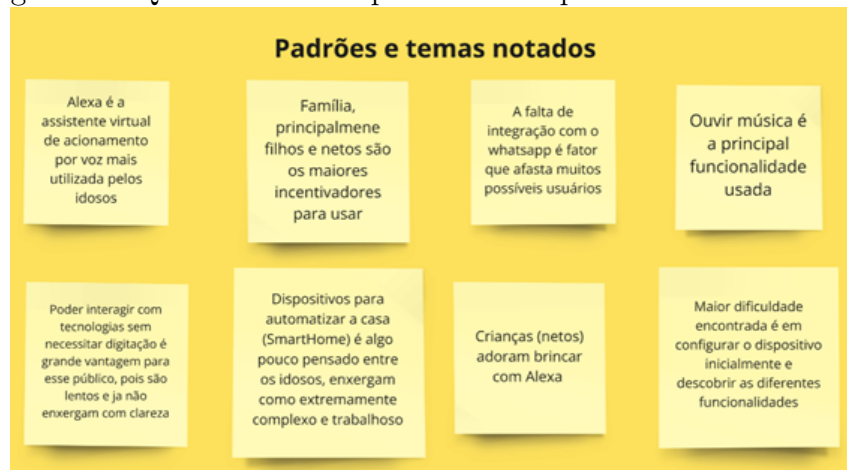 Padrões e temas notados
Alexa é a
assistente virtual
de acionamento
por voz mais
utilizada pelos
idosos
Família,
principalmene
filhos e netos são
os maiores
incentivadores
para usar
A falta de
integração com o
whatsapp é fator
que afasta muitos
possíveis usuários
Ouvir música é
a principal
funcionalidade
usada
Poder interagir com
tecnologias sem
necessitar digitação é
grande vantagem para
esse público, pois são
lentos e ja não
enxergam com clareza
Dispositivos para
automatizar a casa
(SmartHome) é algo
pouco pensado entre
os idosos, enxergam
como extremamente
complexo e trabalhoso
Crianças (netos)
adoram brincar
com Alexa
Maior dificuldade
encontrada é em
configurar o dispositivo
inicialmente e
descobrir as diferentes
funcionalidades